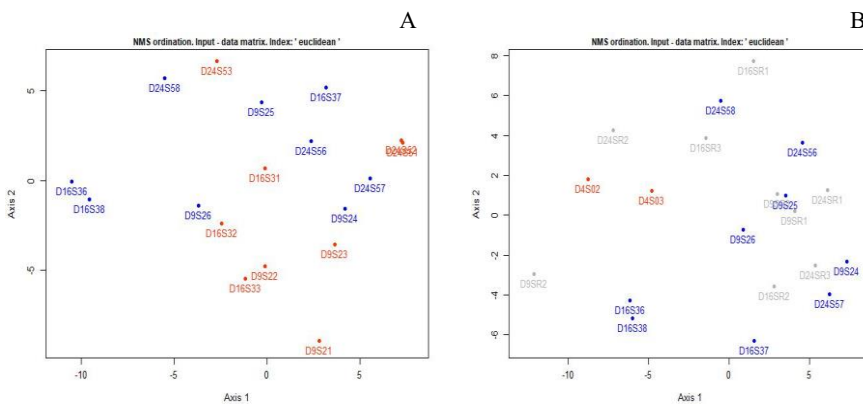 A
NMS ordination. Input - data matrix. Index: ' euclidean '
D24S53
D24S58
D16S37
D9S25
D24S56
D16S31
D16S36
D24S57
D16S38
D9S26
D9S24
D16S32
D9S23
D9S22
D16S33
D9S21
5
0
-5
Axis 2
-10
-5
0
5
Axis 1
B
NMS ordination. Input - data matrix. Index: ' euclidean '
D16SR1
D24S58
D24SR2
D16SR3
D24S56
D4S02
D4S03
D9S25
D24SR1
D9SR1
D9S26
D9S24
D24SR3
D9SR2
D16SR2
D24S57
D16S36
D16S38
D16S37
8
6
4
2
0
-2
-4
-6
Axis 2
-10
-5
0
5
Axis 1